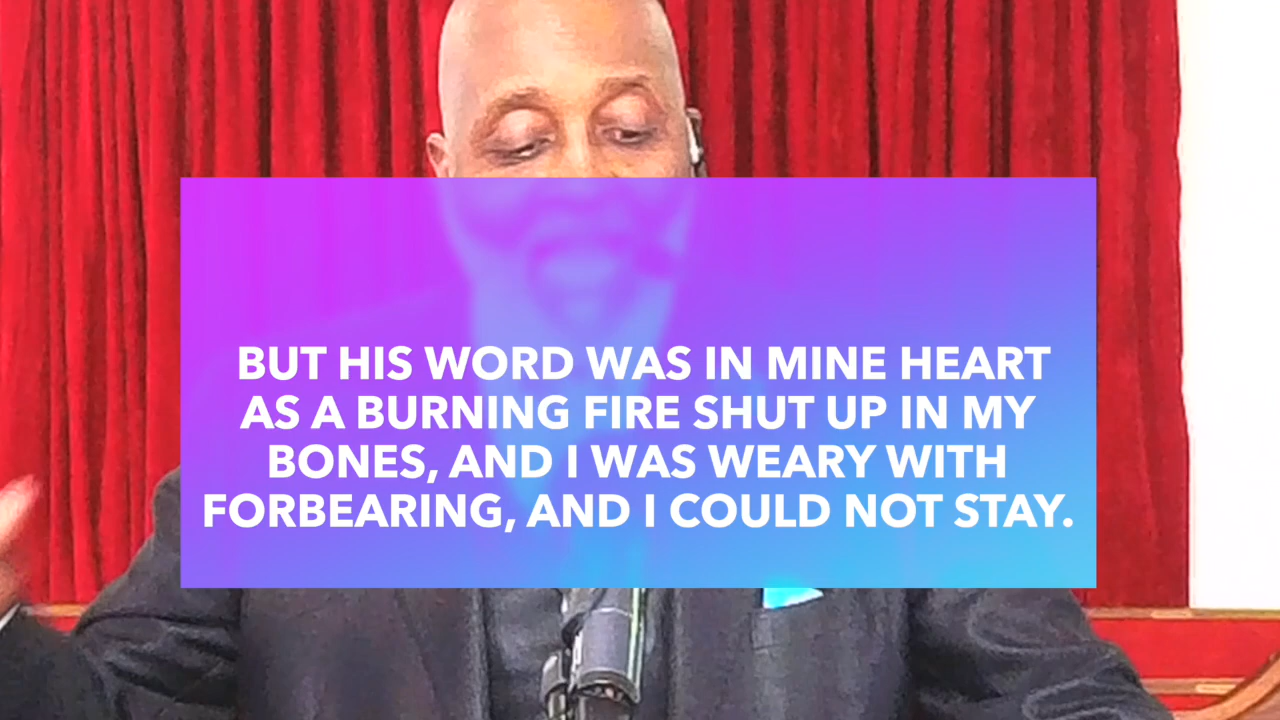 BUT HIS WORD WAS IN MINE HEART
AS A BURNING FIRE SHUT UP IN MY
BONES, AND I WAS WEARY WITH
FORBEARING, AND I COULD NOT STAY.